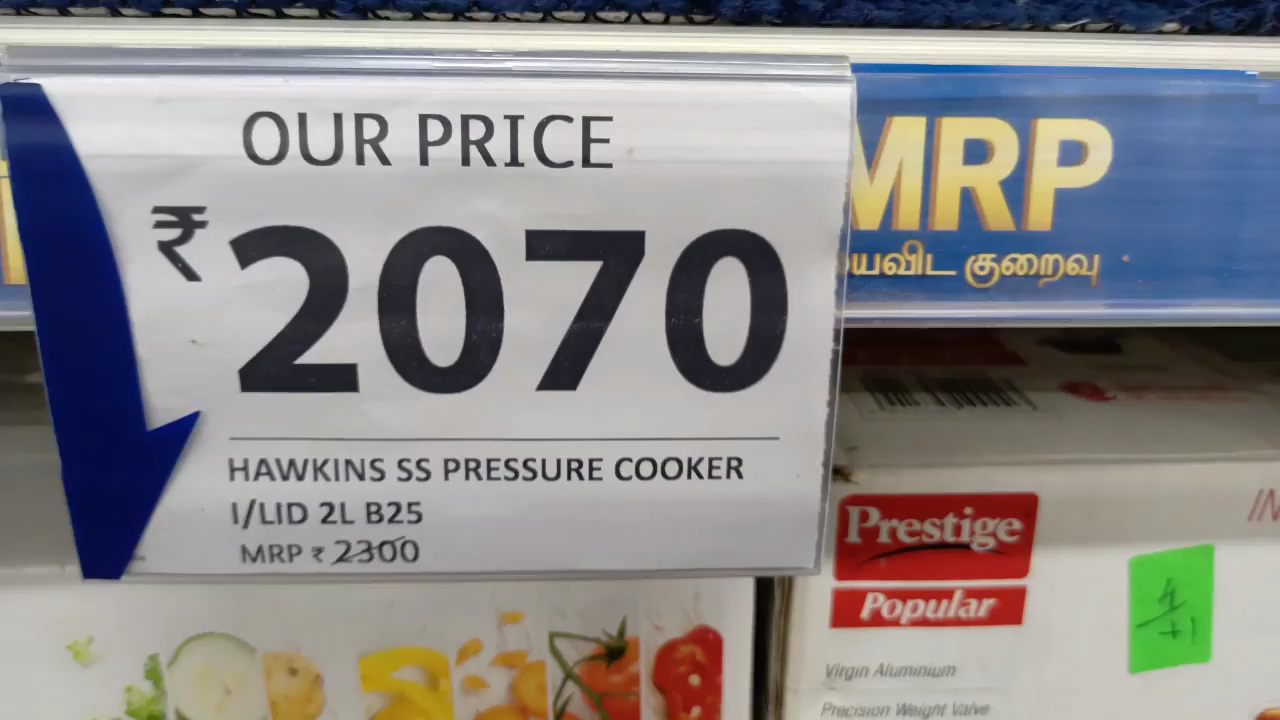 OUR PRICE
₹2070
HAWKINS SS PRESSURE COOKER
I/LID 2L B25
MRP ₹ 2300
MRP
குறைவு
Prestige
Popular
Virgin Aluminium
Precision Weight Valve